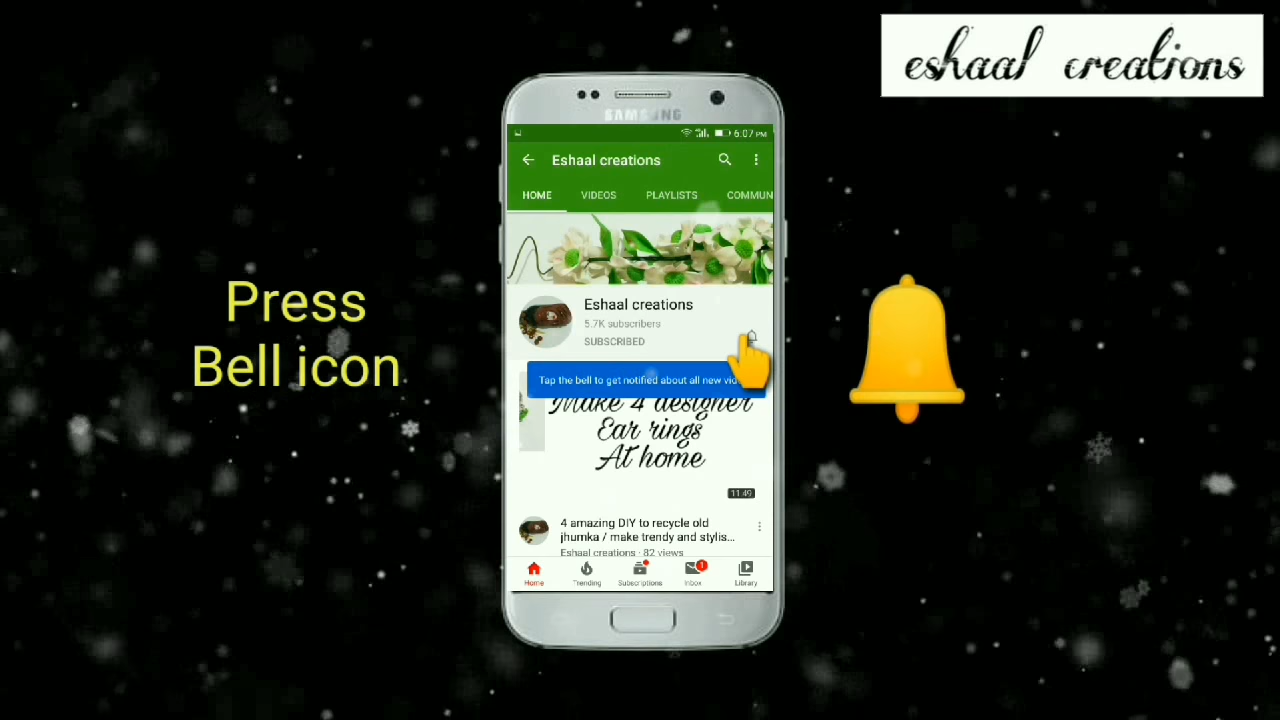 eshaal creations
Press
Bell icon
SAMSUNG
6:07 PM
Eshaal creations
HOME VIDEOS PLAYLISTS COMMUN
Eshaal creations
5.7K subscribers
SUBSCRIBED
Tap the bell to get notified about all new
Make 4 designer
Ear rings
At home
11:49
4 amazing DIY to recycle old
jhumka / make trendy and stylis...
Eshaal creations · 82 views
1
Home Trending Subscriptions Inbox Library